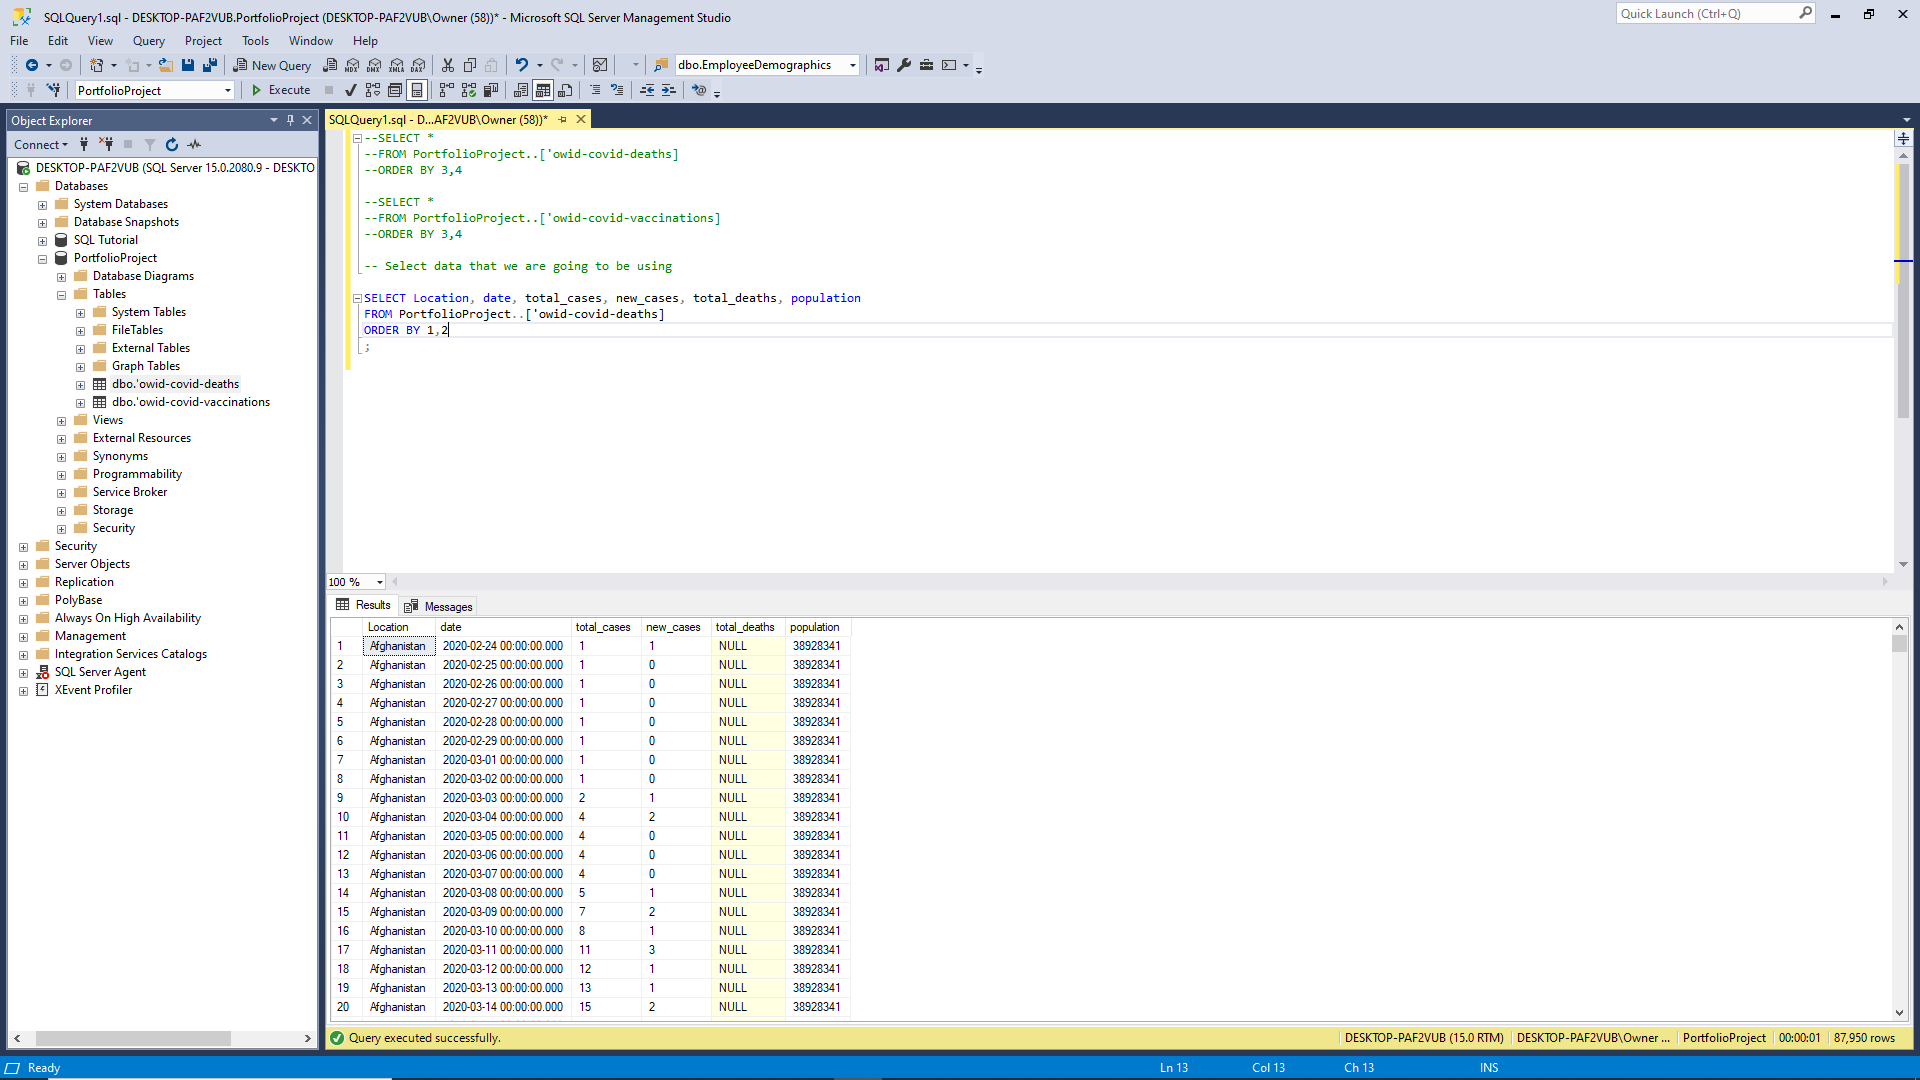 SQLQuery1.sql - DESKTOP-PAF2VUB.PortfolioProject (DESKTOP-PAF2VUB\Owner (58))* - Microsoft SQL Server Management Studio
Quick Launch (Ctrl+Q)
File Edit View Query Project Tools Window Help
New Query MDX DMX XMLA DAX dbo.EmployeeDemographics
PortfolioProject Execute
Object Explorer
SQLQuery1.sql - D...AF2VUB\Owner (58))*
Connect
DESKTOP-PAF2VUB (SQL Server 15.0.2080.9 - DESKTO
Databases
System Databases
Database Snapshots
SQL Tutorial
PortfolioProject
Database Diagrams
Tables
System Tables
FileTables
External Tables
Graph Tables
dbo.'owid-covid-deaths
dbo.'owid-covid-vaccinations
Views
External Resources
Synonyms
Programmability
Service Broker
Storage
Security
Security
Server Objects
Replication
PolyBase
Always On High Availability
Management
Integration Services Catalogs
SQL Server Agent
XEvent Profiler
--SELECT *
--FROM PortfolioProject..['owid-covid-deaths]
--ORDER BY 3,4
--SELECT *
--FROM PortfolioProject..['owid-covid-vaccinations]
--ORDER BY 3,4
-- Select data that we are going to be using
SELECT Location, date, total_cases, new_cases, total_deaths, population
FROM PortfolioProject..['owid-covid-deaths]
ORDER BY 1,2
;
100 %
Results Messages
Location date total_cases new_cases total_deaths population
1 Afghanistan 2020-02-24 00:00:00.000 1 1 NULL 38928341
2 Afghanistan 2020-02-25 00:00:00.000 1 0 NULL 38928341
3 Afghanistan 2020-02-26 00:00:00.000 1 0 NULL 38928341
4 Afghanistan 2020-02-27 00:00:00.000 1 0 NULL 38928341
5 Afghanistan 2020-02-28 00:00:00.000 1 0 NULL 38928341
6 Afghanistan 2020-02-29 00:00:00.000 1 0 NULL 38928341
7 Afghanistan 2020-03-01 00:00:00.000 1 0 NULL 38928341
8 Afghanistan 2020-03-02 00:00:00.000 1 0 NULL 38928341
9 Afghanistan 2020-03-03 00:00:00.000 2 1 NULL 38928341
10 Afghanistan 2020-03-04 00:00:00.000 4 2 NULL 38928341
11 Afghanistan 2020-03-05 00:00:00.000 4 0 NULL 38928341
12 Afghanistan 2020-03-06 00:00:00.000 4 0 NULL 38928341
13 Afghanistan 2020-03-07 00:00:00.000 4 0 NULL 38928341
14 Afghanistan 2020-03-08 00:00:00.000 5 1 NULL 38928341
15 Afghanistan 2020-03-09 00:00:00.000 7 2 NULL 38928341
16 Afghanistan 2020-03-10 00:00:00.000 8 1 NULL 38928341
17 Afghanistan 2020-03-11 00:00:00.000 11 3 NULL 38928341
18 Afghanistan 2020-03-12 00:00:00.000 12 1 NULL 38928341
19 Afghanistan 2020-03-13 00:00:00.000 13 1 NULL 38928341
20 Afghanistan 2020-03-14 00:00:00.000 15 2 NULL 38928341
Query executed successfully. DESKTOP-PAF2VUB (15.0 RTM) DESKTOP-PAF2VUB\Owner ... PortfolioProject 00:00:01 87,950 rows
Ready Ln 13 Col 13 Ch 13 INS